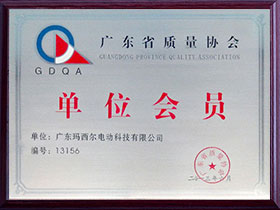 GDQA
广东省质量协会
GUANGDONG PROVINCE QUALITY ASSOCIATION
单位会员
单位：广东玛西尔电动科技有限公司
编号：13156